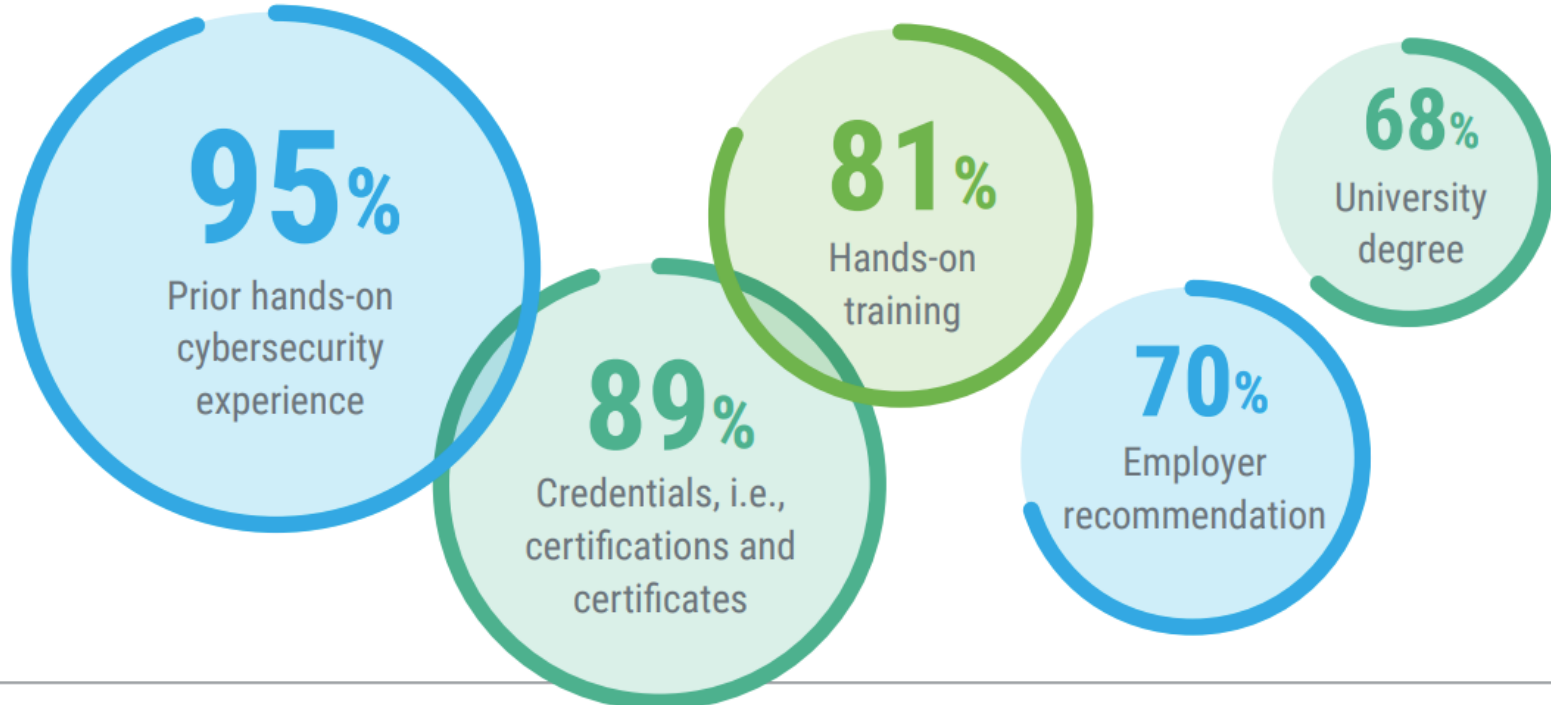 95%
Prior hands-on
cybersecurity
experience
89%
Credentials, i.e.,
certifications and
certificates
81%
Hands-on
training
70%
Employer
recommendation
68%
University
degree